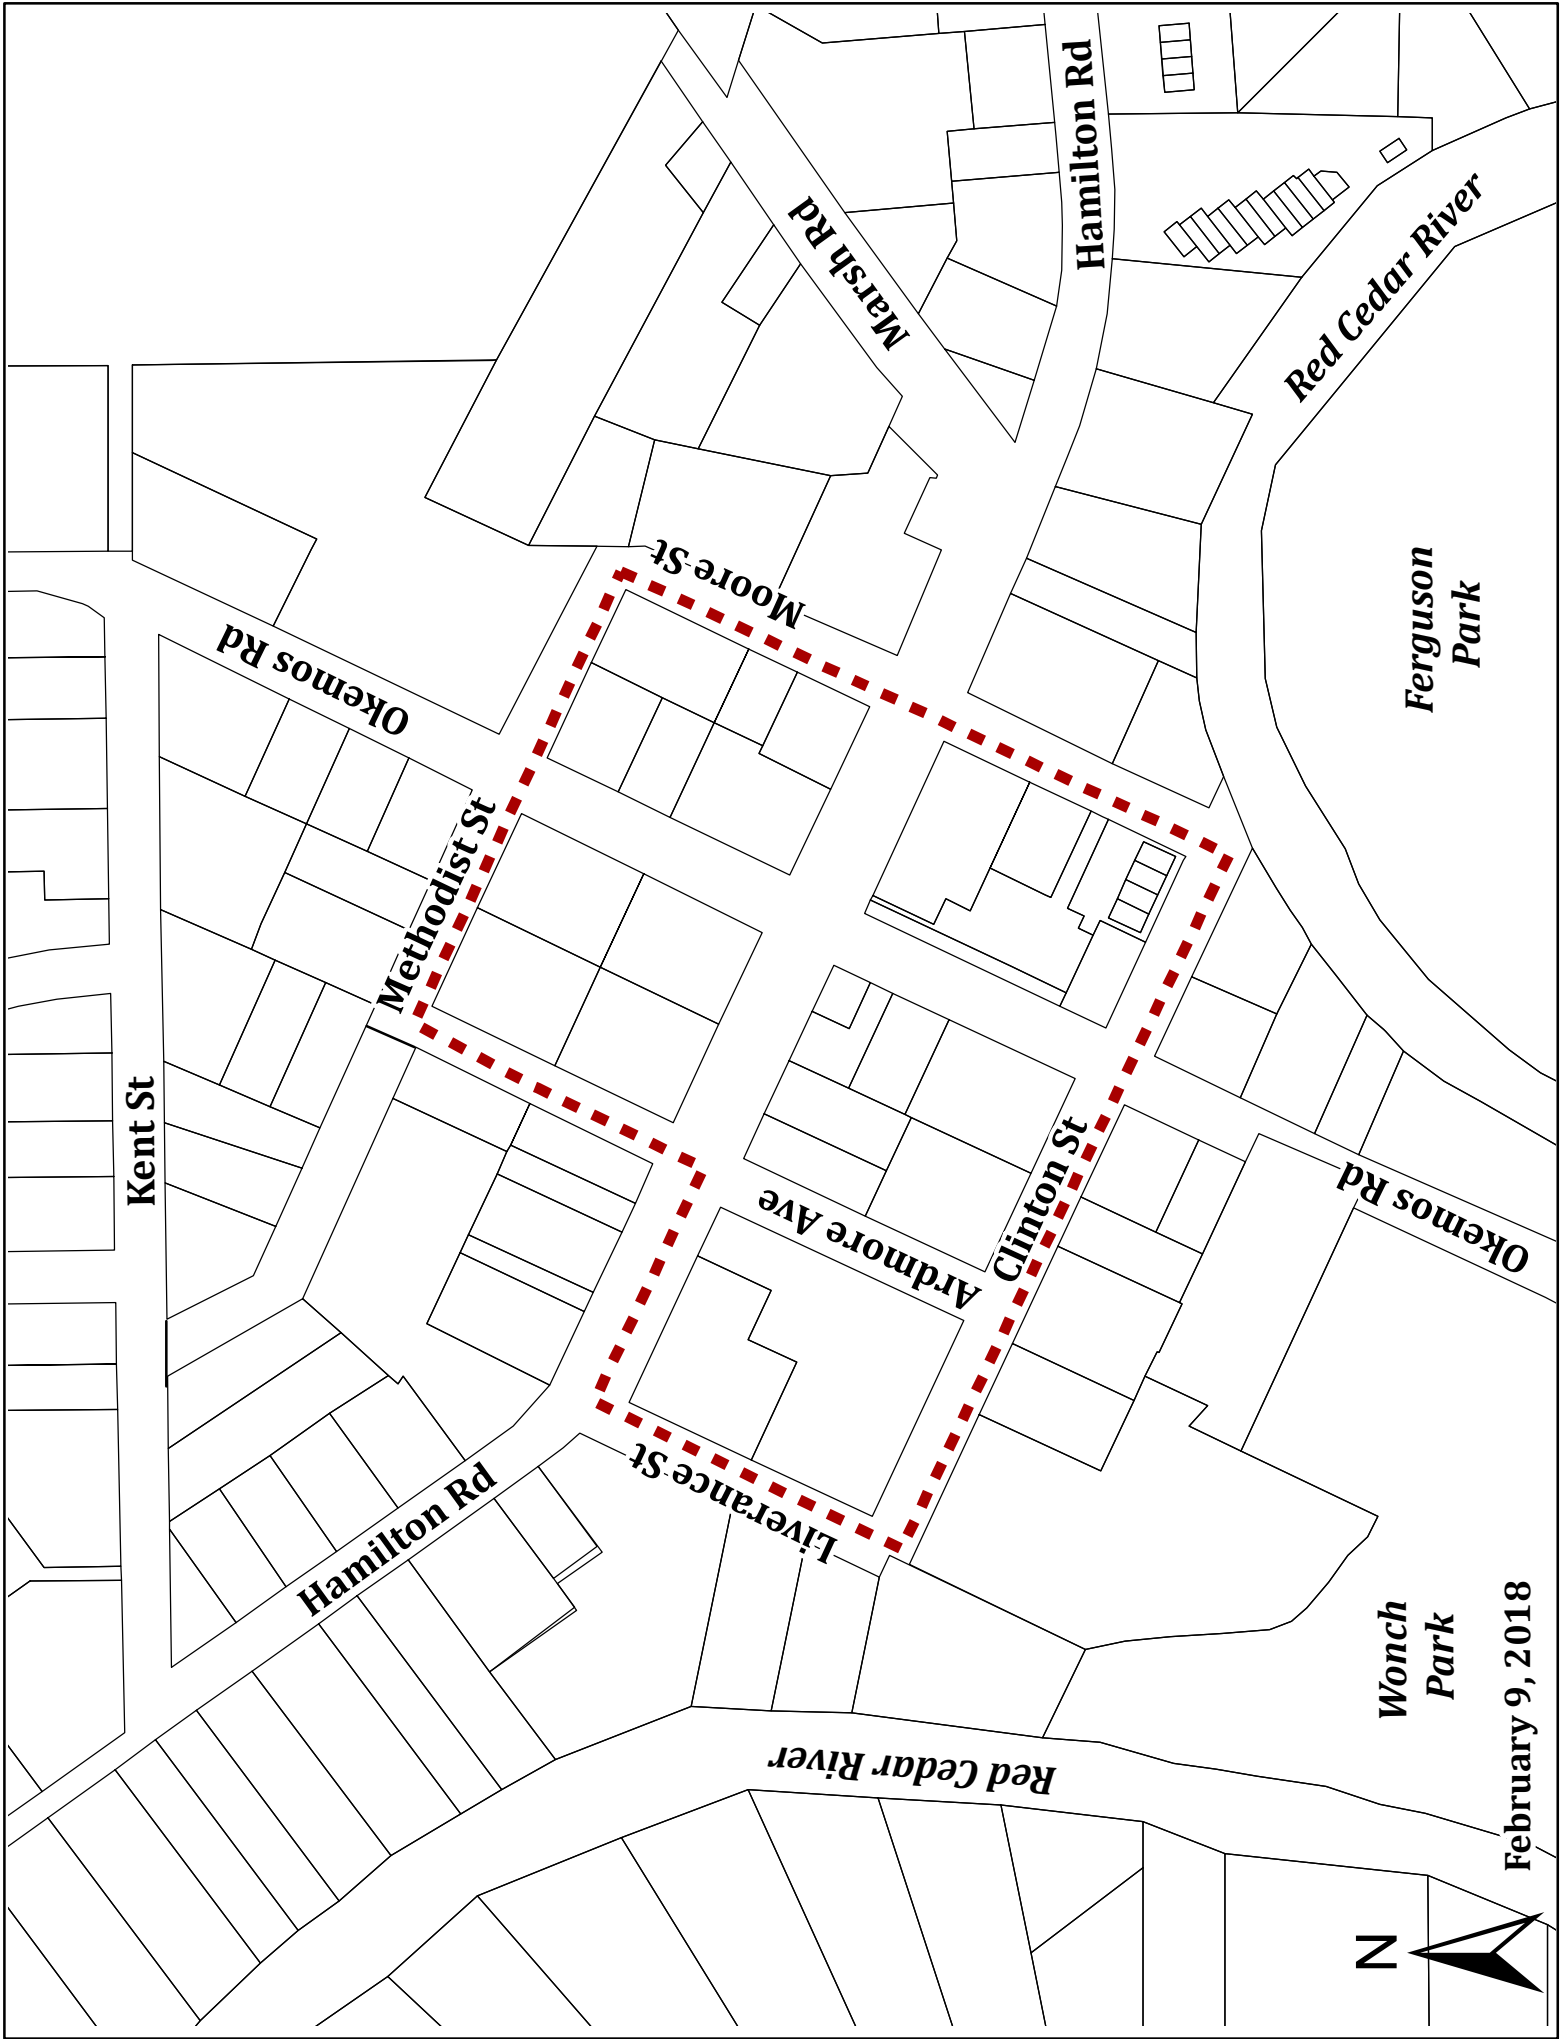 Hamilton Rd
Marsh Rd
Red Cedar River
Ferguson
Park
Moore St
Okemos Rd
Methodist St
Kent St
Clinton St
Ardmore Ave
Okemos Rd
Liverance St
Hamilton Rd
Wonch
Park
Red Cedar River
February 9, 2018
N